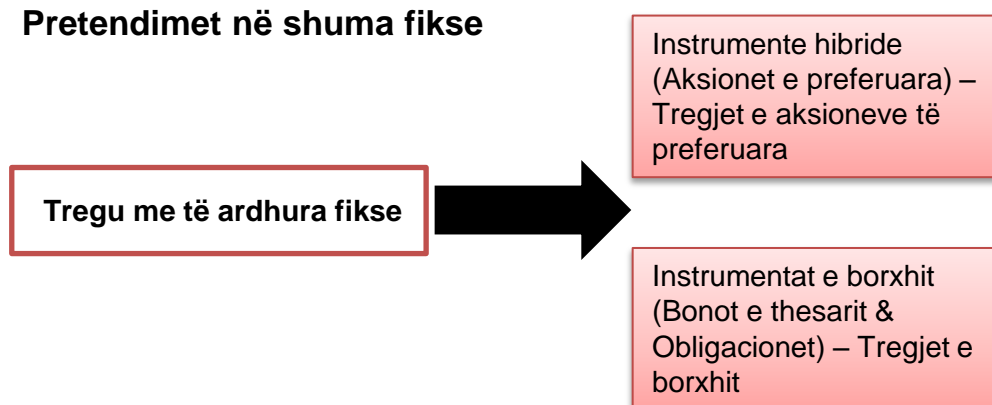 Pretendimet në shuma fikse
Instrumente hibride
(Aksionet e preferuara) –
Tregjet e aksioneve të
preferuara
Tregu me të ardhura fikse
Instrumentat e borxhit
(Bonot e thesarit &
Obligacionet) – Tregjet e
borxhit